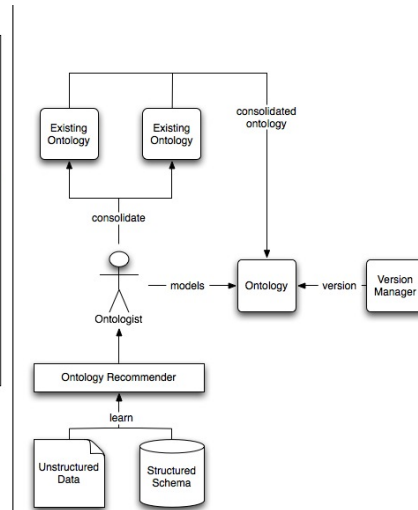 consolidated
ontology
Existing
Ontology
Existing
Ontology
consolidate
models
Ontology
version
Version
Manager
Ontologist
Ontology Recommender
learn
Unstructured
Data
Structured
Schema